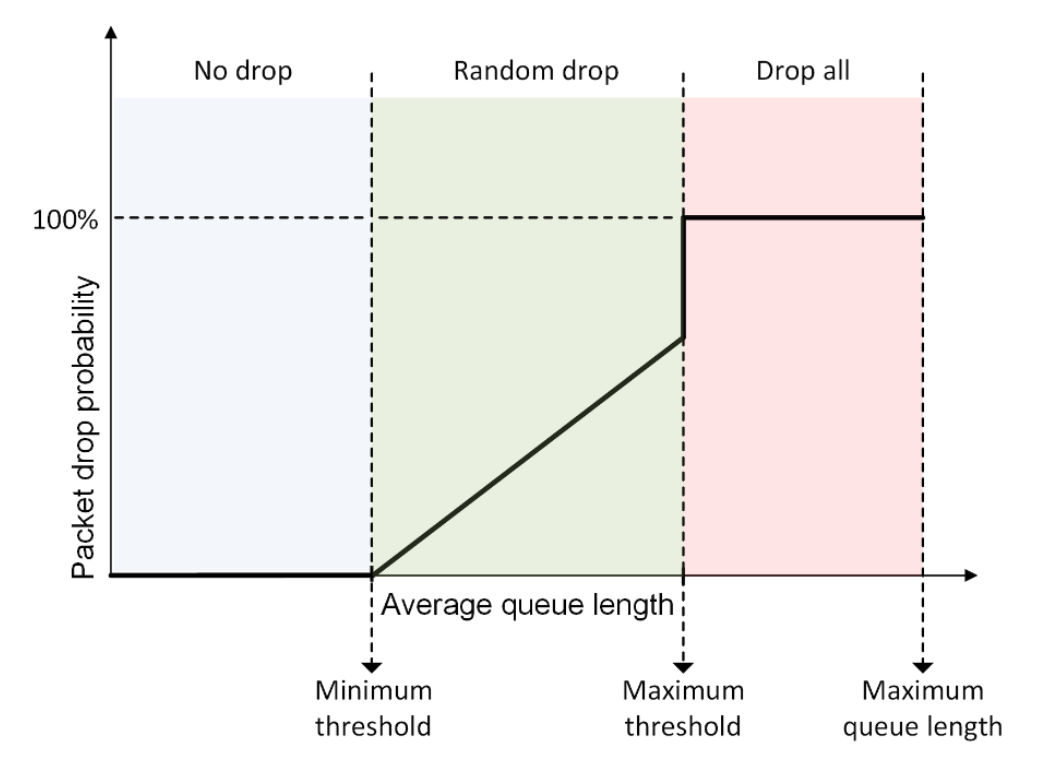 No drop
Random drop
Drop all
100%
Packet drop probability
Average queue length
Minimum
threshold
Maximum
threshold
Maximum
queue length